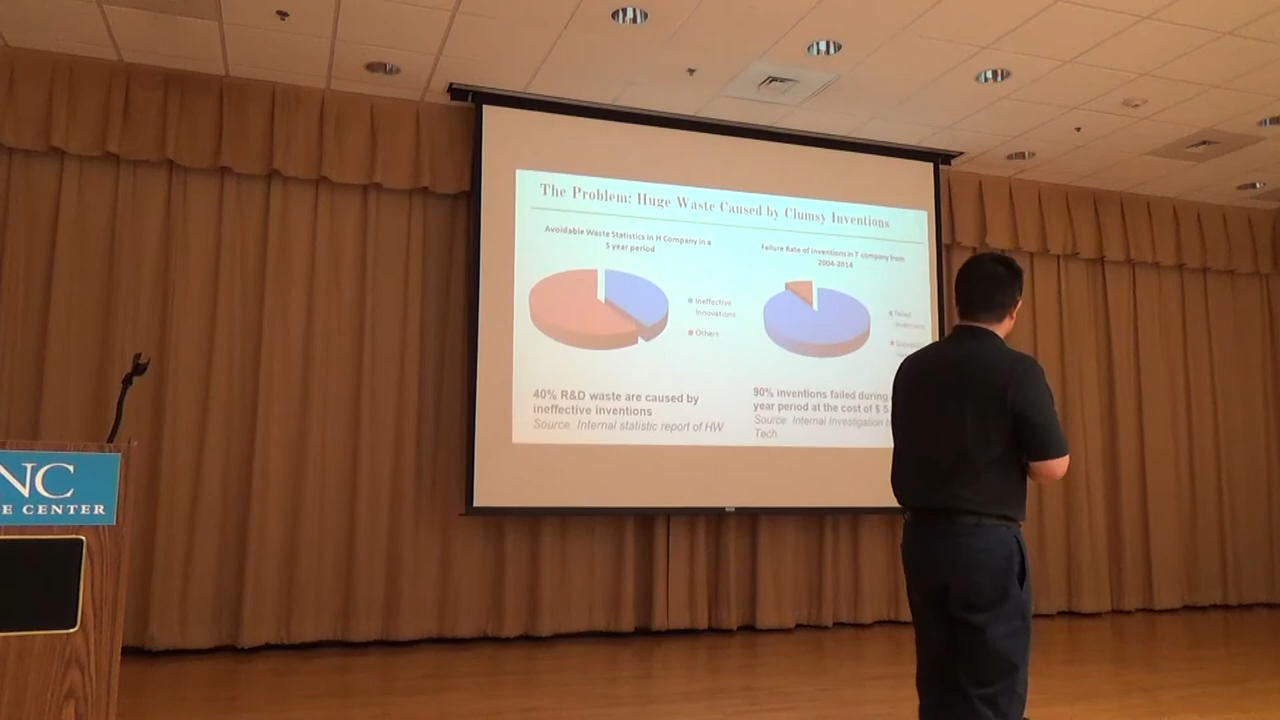 The Problem: Huge Waste Caused by Clumsy Inventions
Avoidable Waste Statistics in H Company in a
5 year period
Ineffective
Innovations
Others
40% R&D waste are caused by
ineffective inventions
Source: Internal statistic report of HW
Failure Rate of Inventions in T company from
2004-2014
Failed
90% inventions failed during
year period at the cost of $ 5
Source: Internal Investigation
Tech
NC
E CENTER